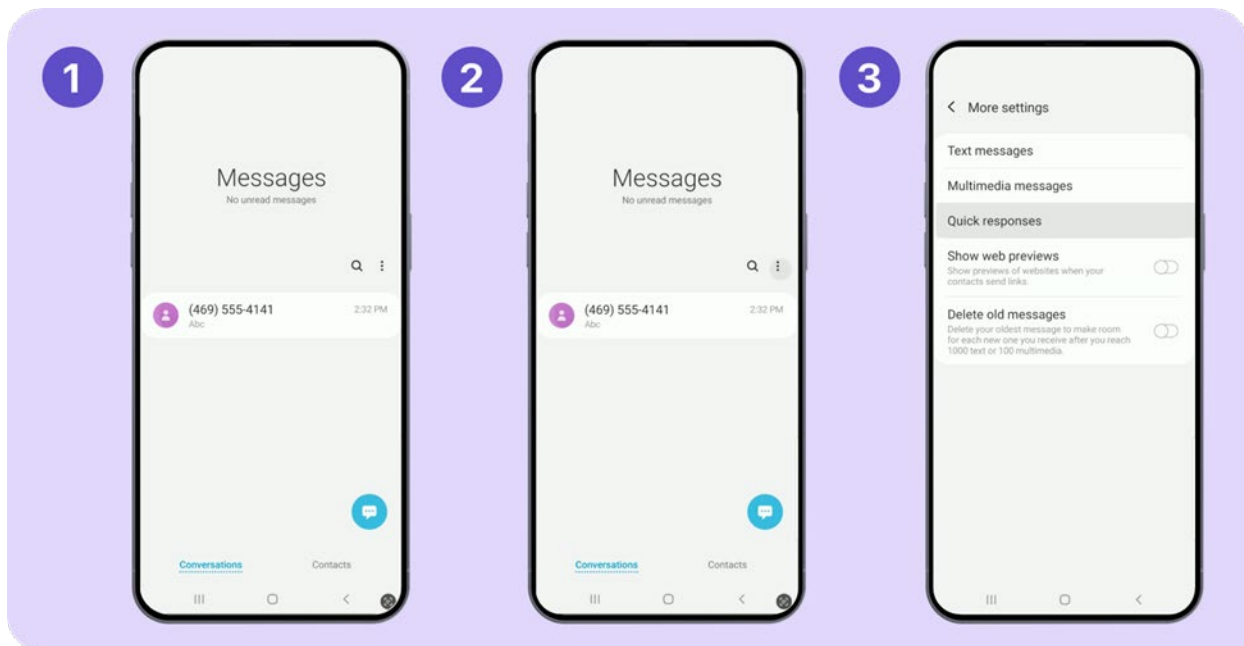 1
Messages
No unread messages
(469) 555-4141
2:32 PM
Abc
Conversations
Contacts
2
Messages
No unread messages
(469) 555-4141
2:32 PM
Abc
Conversations
Contacts
3
More settings
Text messages
Multimedia messages
Quick responses
Show web previews
Show previews of websites when your
contacts send links.
Delete old messages
Delete your oldest message to make room
for each new one you receive after you reach
1000 text or 100 multimedia.